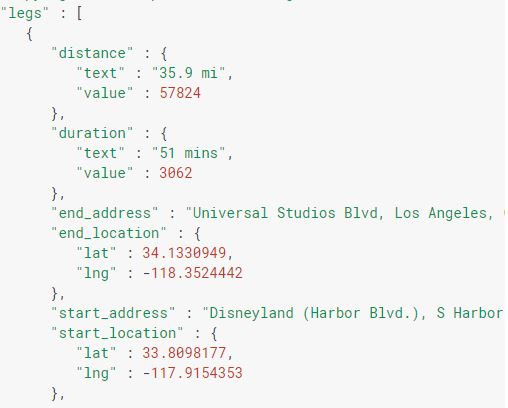 "legs" : [
{
"distance" : {
"text" : "35.9 mi",
"value" : 57824
},
"duration" : {
"text" : "51 mins",
"value" : 3062
},
"end_address" : "Universal Studios Blvd, Los Angeles,
"end_location" : {
"lat" : 34.1330949,
"lng" : -118.3524442
},
"start_address" : "Disneyland (Harbor Blvd.), S Harbor
"start_location" : {
"lat" : 33.8098177,
"lng" : -117.9154353
},